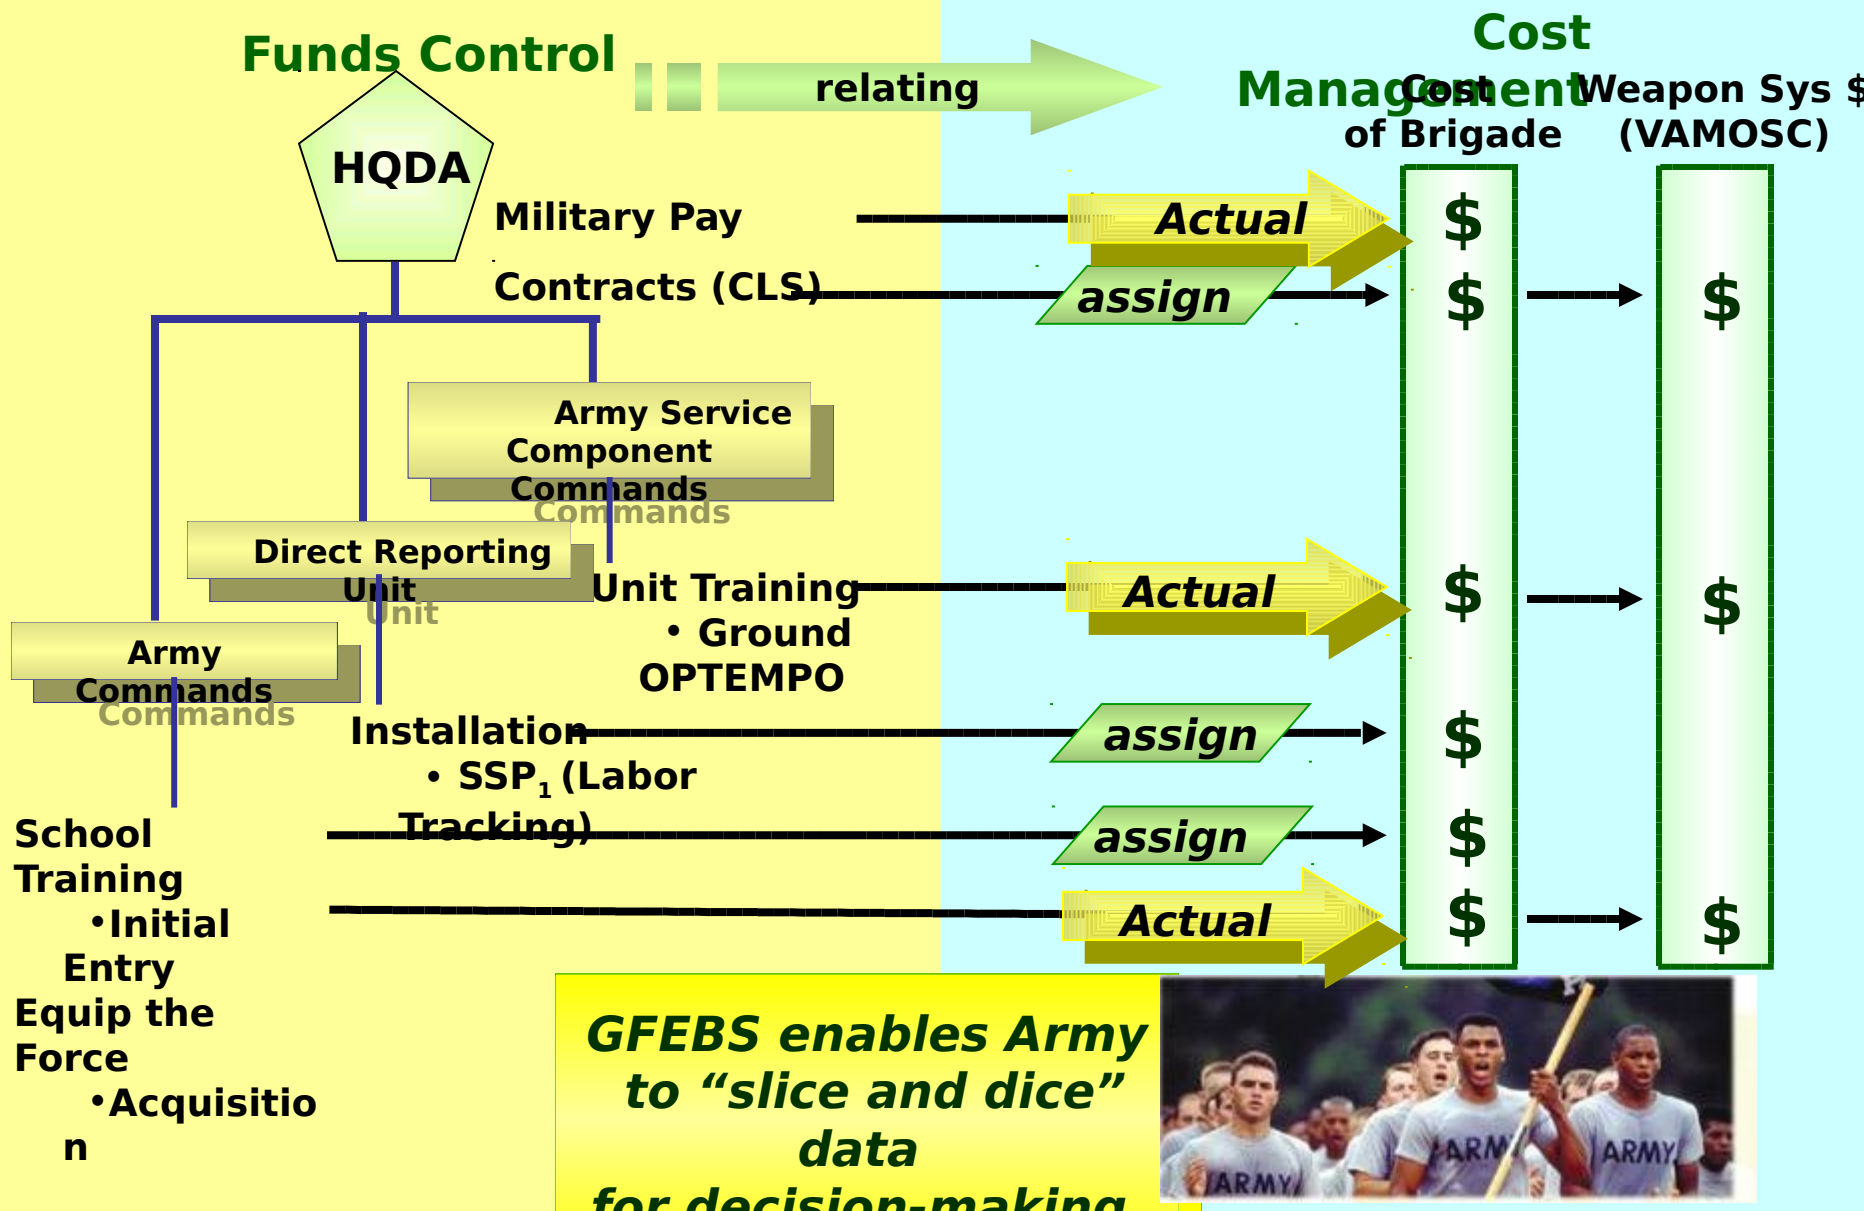 Funds Control
relating
Cost
Management
Cost
of Brigade
Weapon Sys $
(VAMOSC)
HQDA
Military Pay
Actual
$
Contracts (CLS)
assign
$
$
Army Service
Component
Commands
Commands
Direct Reporting
Unit
Unit
Unit Training
• Ground
OPTEMPO
Actual
$
$
Army
Commands
Commands
Installation
• SSP1 (Labor
Tracking)
assign
$
School
Training
•Initial
Entry
Equip the
Force
•Acquisitio
n
assign
$
Actual
$
$
GFEBS enables Army
to “slice and dice”
data
for decision-making
ARMY
ARMY
ARMY